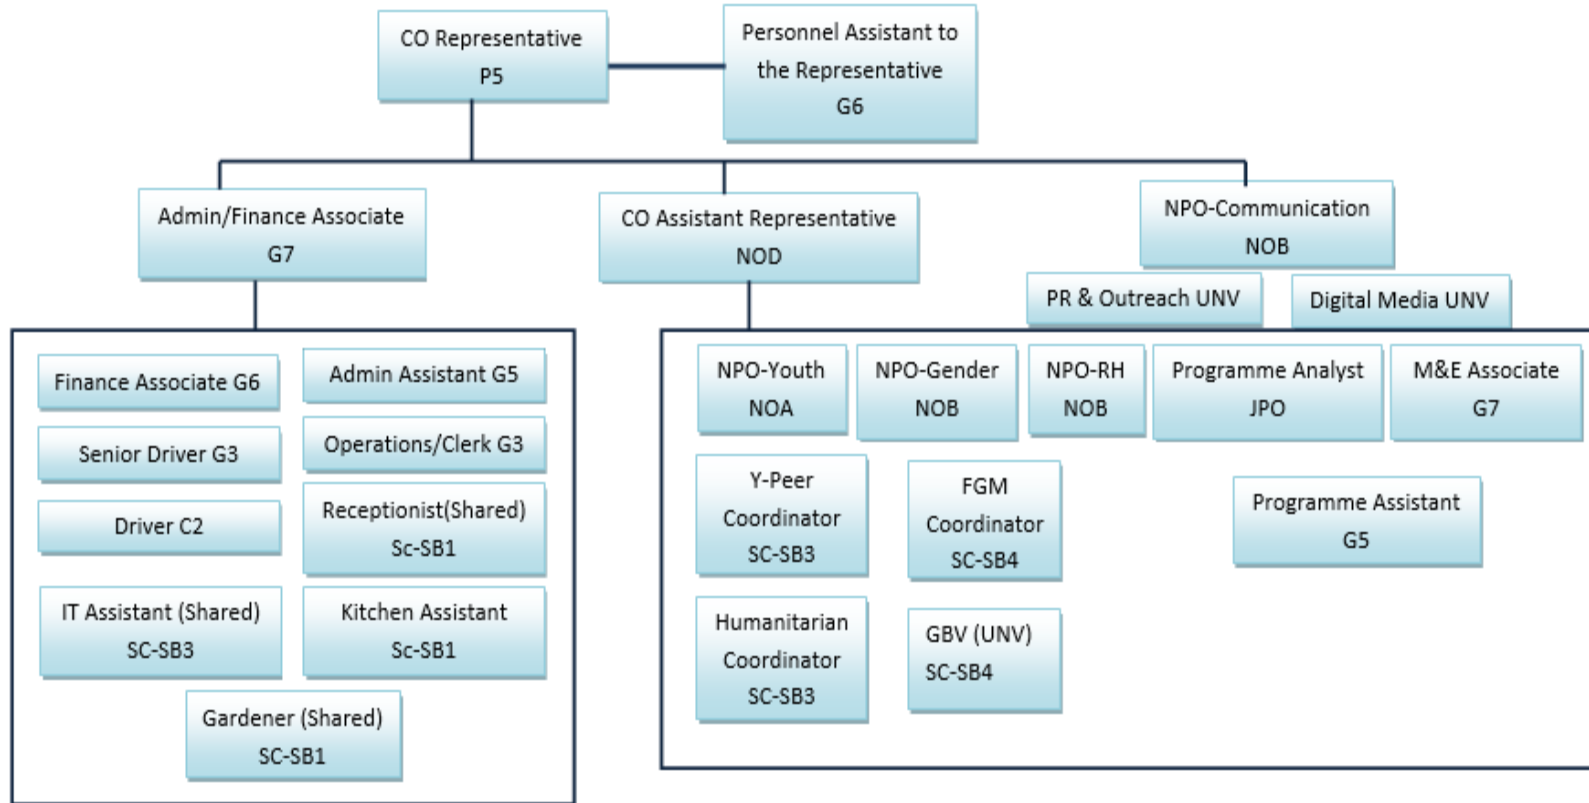 CO Representative
P5
Personnel Assistant to
the Representative
G6
Admin/Finance Associate
G7
CO Assistant Representative
NOD
NPO-Communication
NOB
PR & Outreach UNV
Digital Media UNV
Finance Associate G6
Admin Assistant G5
Senior Driver G3
Operations/Clerk G3
Driver C2
Receptionist(Shared)
Sc-SB1
IT Assistant (Shared)
SC-SB3
Kitchen Assistant
Sc-SB1
Gardener (Shared)
SC-SB1
NPO-Youth
NOA
NPO-Gender
NOB
NPO-RH
NOB
Programme Analyst
JPO
M&E Associate
G7
Y-Peer
Coordinator
SC-SB3
FGM
Coordinator
SC-SB4
Programme Assistant
G5
Humanitarian
Coordinator
SC-SB3
GBV (UNV)
SC-SB4